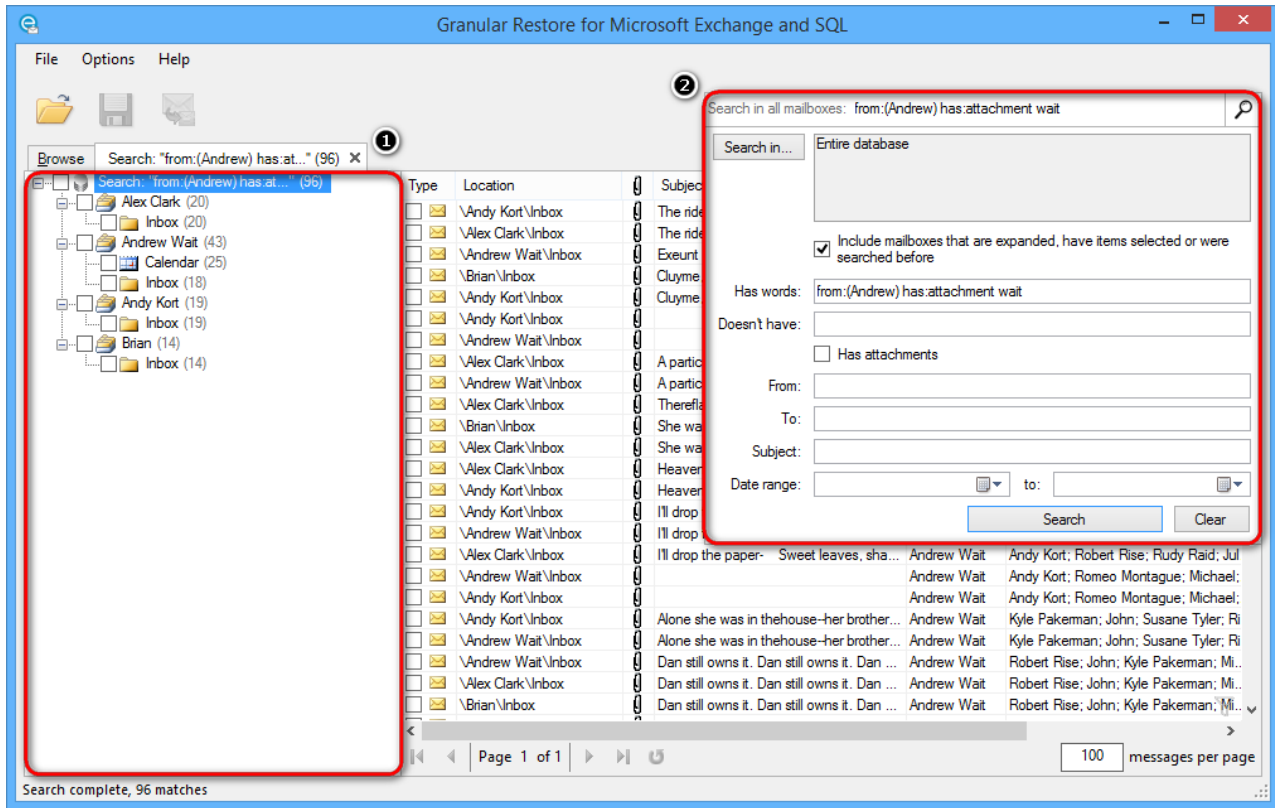 Granular Restore for Microsoft Exchange and SQL
File Options Help
2
Search in all mailboxes: from:(Andrew) has:attachment wait
1
Search in... Entire database
Browse Search: "from:(Andrew) has:at..." (96)
Search: "from:(Andrew) has:at..." (96)
Alex Clark (20)
Inbox (20)
Andrew Wait (43)
Calendar (25)
Inbox (18)
Andy Kort (19)
Inbox (19)
Brian (14)
Inbox (14)
Type Location Subjec
\Andy Kort\Inbox The ride
\Alex Clark\Inbox The ride
\Andrew Wait\Inbox Exeunt
\Brian\Inbox Cluyme
\Andy Kort\Inbox Cluyme
\Andy Kort\Inbox
\Andrew Wait\Inbox
\Alex Clark\Inbox A partic
\Andrew Wait\Inbox A partic
\Alex Clark\Inbox Therefla
\Brian\Inbox She wa
\Alex Clark\Inbox She wa
\Alex Clark\Inbox Heaver
\Andy Kort\Inbox Heaver
\Andy Kort\Inbox I'll drop
\Andrew Wait\Inbox I'll drop
\Alex Clark\Inbox I'll drop the paper- Sweet leaves, sha... Andrew Wait Andy Kort; Robert Rise; Rudy Raid; Jul
\Andrew Wait\Inbox Andrew Wait Andy Kort; Romeo Montague; Michael;
\Andy Kort\Inbox Andrew Wait Andy Kort; Romeo Montague; Michael;
\Andy Kort\Inbox Alone she was in thehouse--her brother... Andrew Wait Kyle Pakerman; John; Susane Tyler; Ri
\Andrew Wait\Inbox Alone she was in thehouse--her brother... Andrew Wait Kyle Pakerman; John; Susane Tyler; Ri
\Andrew Wait\Inbox Dan still owns it. Dan still owns it. Dan ... Andrew Wait Robert Rise; John; Kyle Pakerman; Mi..
\Alex Clark\Inbox Dan still owns it. Dan still owns it. Dan ... Andrew Wait Robert Rise; John; Kyle Pakerman; Mi..
\Brian\Inbox Dan still owns it. Dan still owns it. Dan ... Andrew Wait Robert Rise; John; Kyle Pakerman; Mi..
Include mailboxes that are expanded, have items selected or were
searched before
Has words: from:(Andrew) has:attachment wait
Doesn't have:
Has attachments
From:
To:
Subject:
Date range: to:
Search Clear
Page 1 of 1 100 messages per page
Search complete, 96 matches